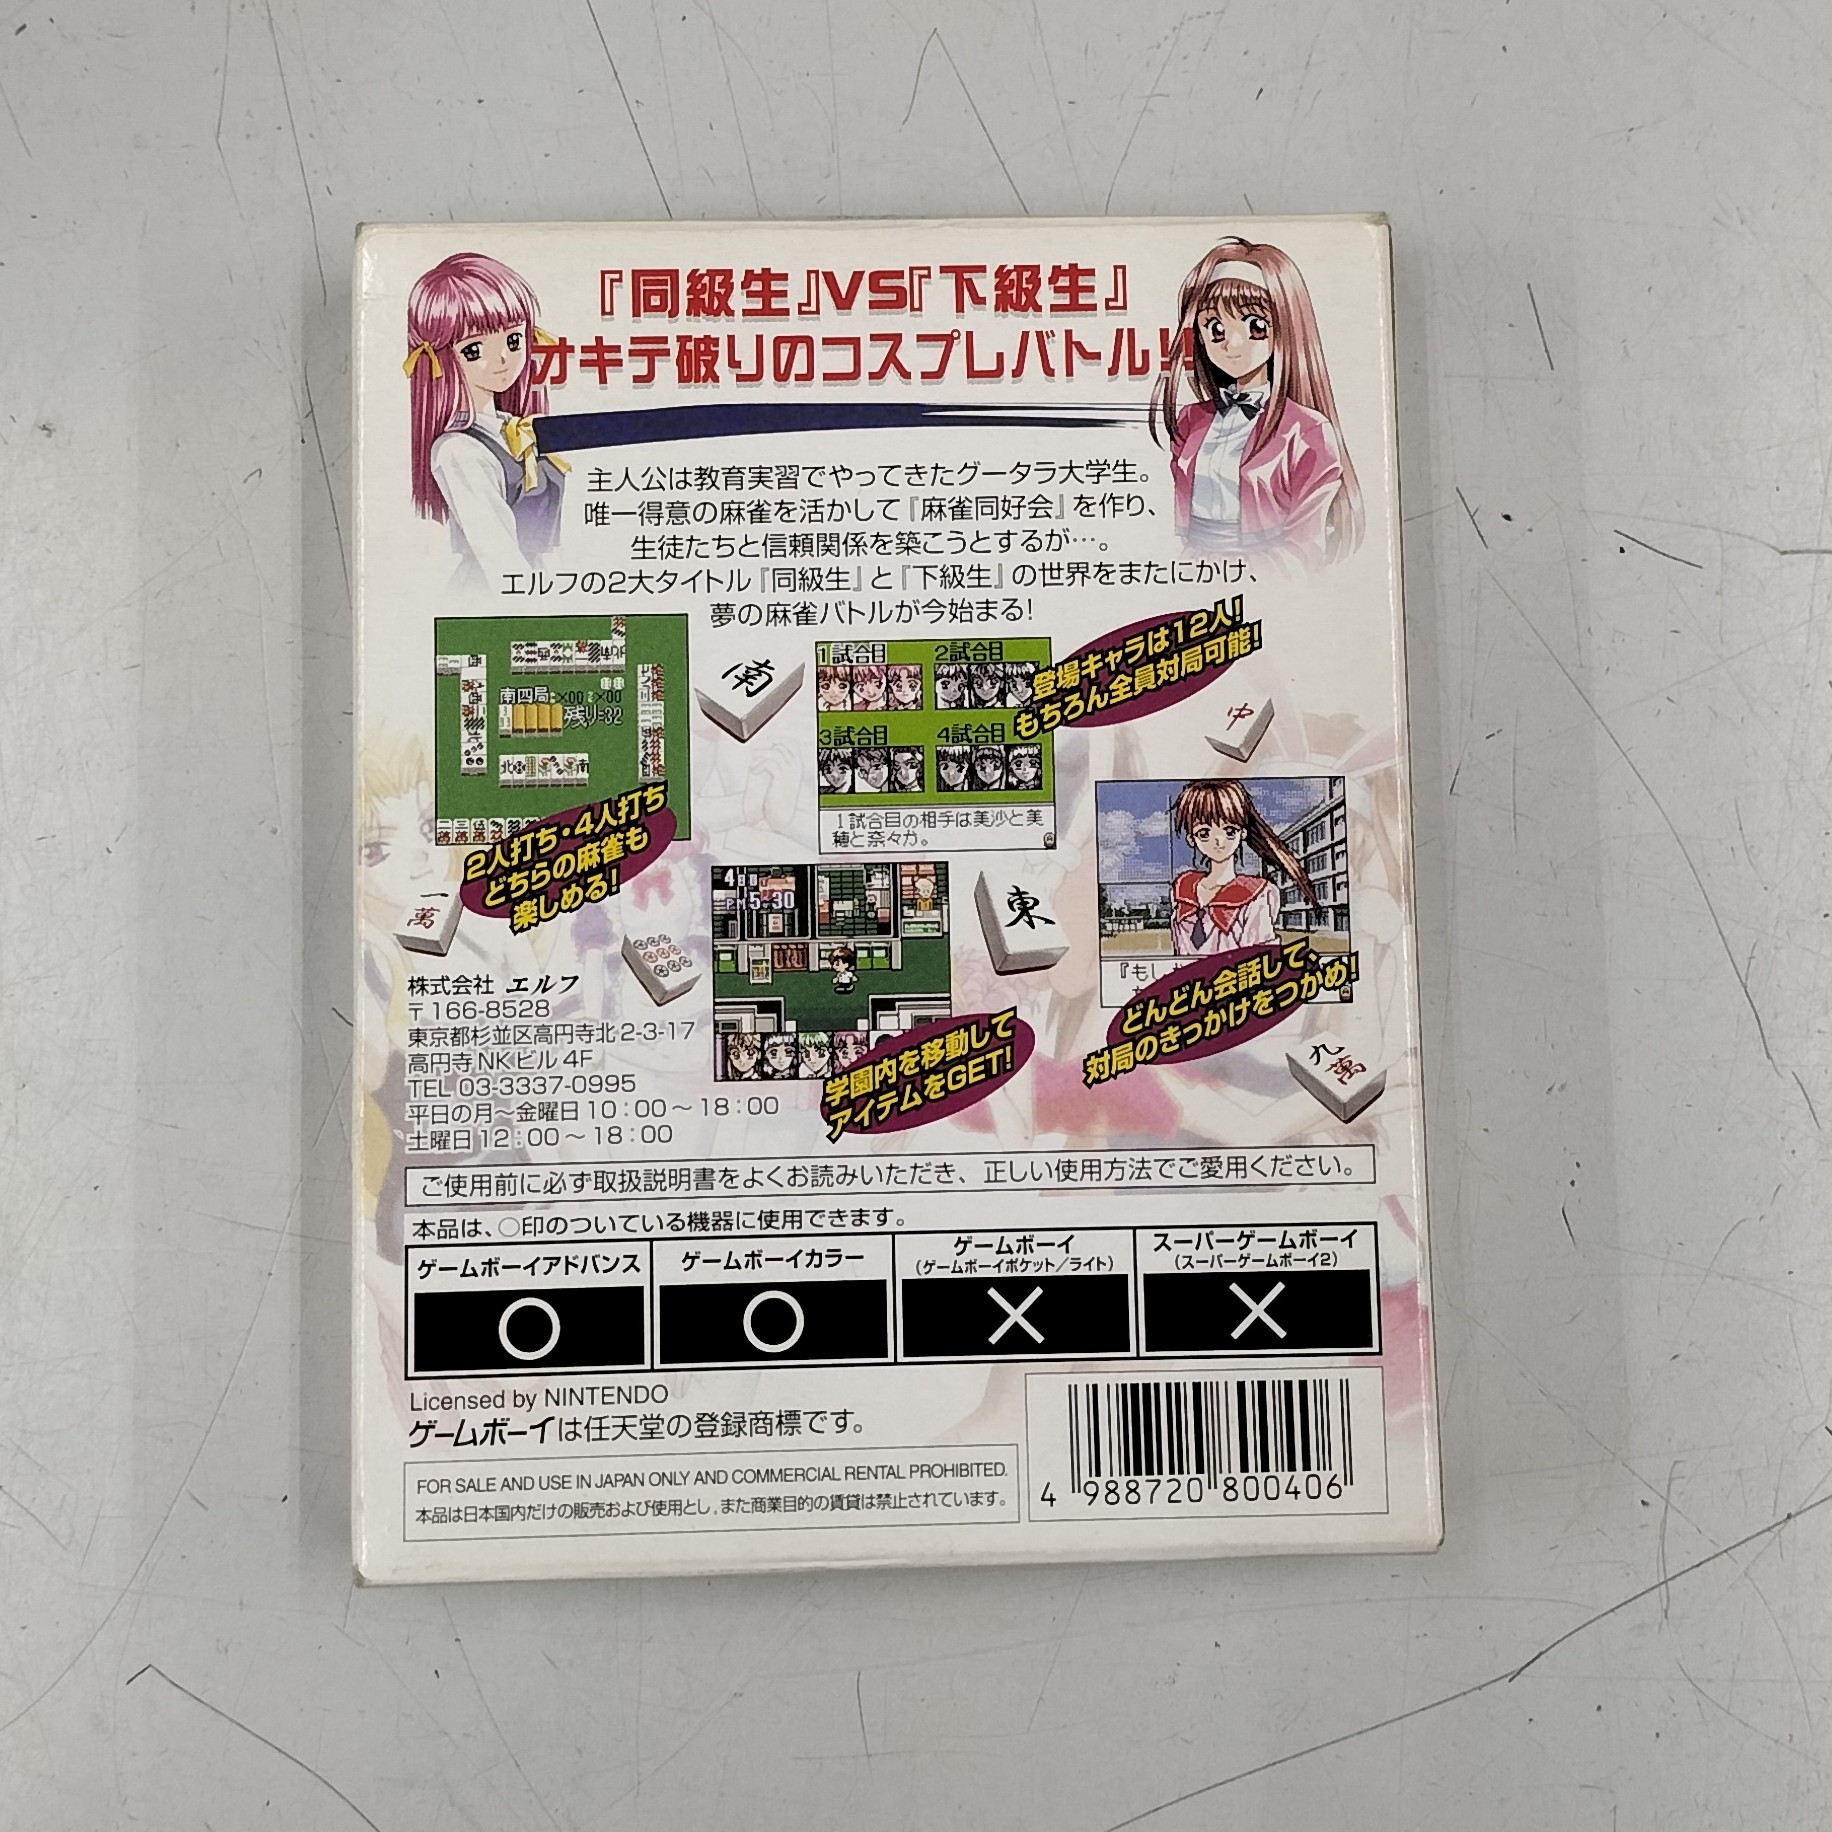 『同級生』VS『下級生』
オキテ破りのコスプレバトル!!
主人公は教育実習でやってきたグータラ大学生。
唯一得意の麻雀を活かして『麻雀同好会』を作り、
生徒たちと信頼関係を築こうとするが…。
エルフの2大タイトル『同級生』と『下級生』の世界をまたにかけ、
夢の麻雀バトルが今始まる!
南四局 ×00 ×00
残り=32
2人打ち・4人打ち
どちらの麻雀も
楽しめる!
南
1試合目 2試合目
3試合目 4試合目
1試合目の相手は美沙と美
穂と奈々か。
登場キャラは12人!
もちろん全員対局可能!
中
一萬
4日目
PM5:30
東
学園内を移動して
アイテムをGET!
『もし
どんどん会話して、
対局のきっかけをつかめ!
九萬
株式会社 エルフ
〒166-8528
東京都杉並区高円寺北2-3-17
高円寺NKビル4F
TEL 03-3337-0995
平日の月～金曜日10:00～18:00
土曜日12:00～18:00
ご使用前に必ず取扱説明書をよくお読みいただき、正しい使用方法でご愛用ください。
本品は、○印のついている機器に使用できます。
ゲームボーイアドバンス
○
ゲームボーイカラー
○
ゲームボーイ
(ゲームボーイポケット/ライト)
×
スーパーゲームボーイ
(スーパーゲームボーイ2)
×
Licensed by NINTENDO
ゲームボーイは任天堂の登録商標です。
FOR SALE AND USE IN JAPAN ONLY AND COMMERCIAL RENTAL PROHIBITED.
本品は日本国内だけの販売および使用とし、また商業目的の賃貸は禁止されています。
4 988720 800406